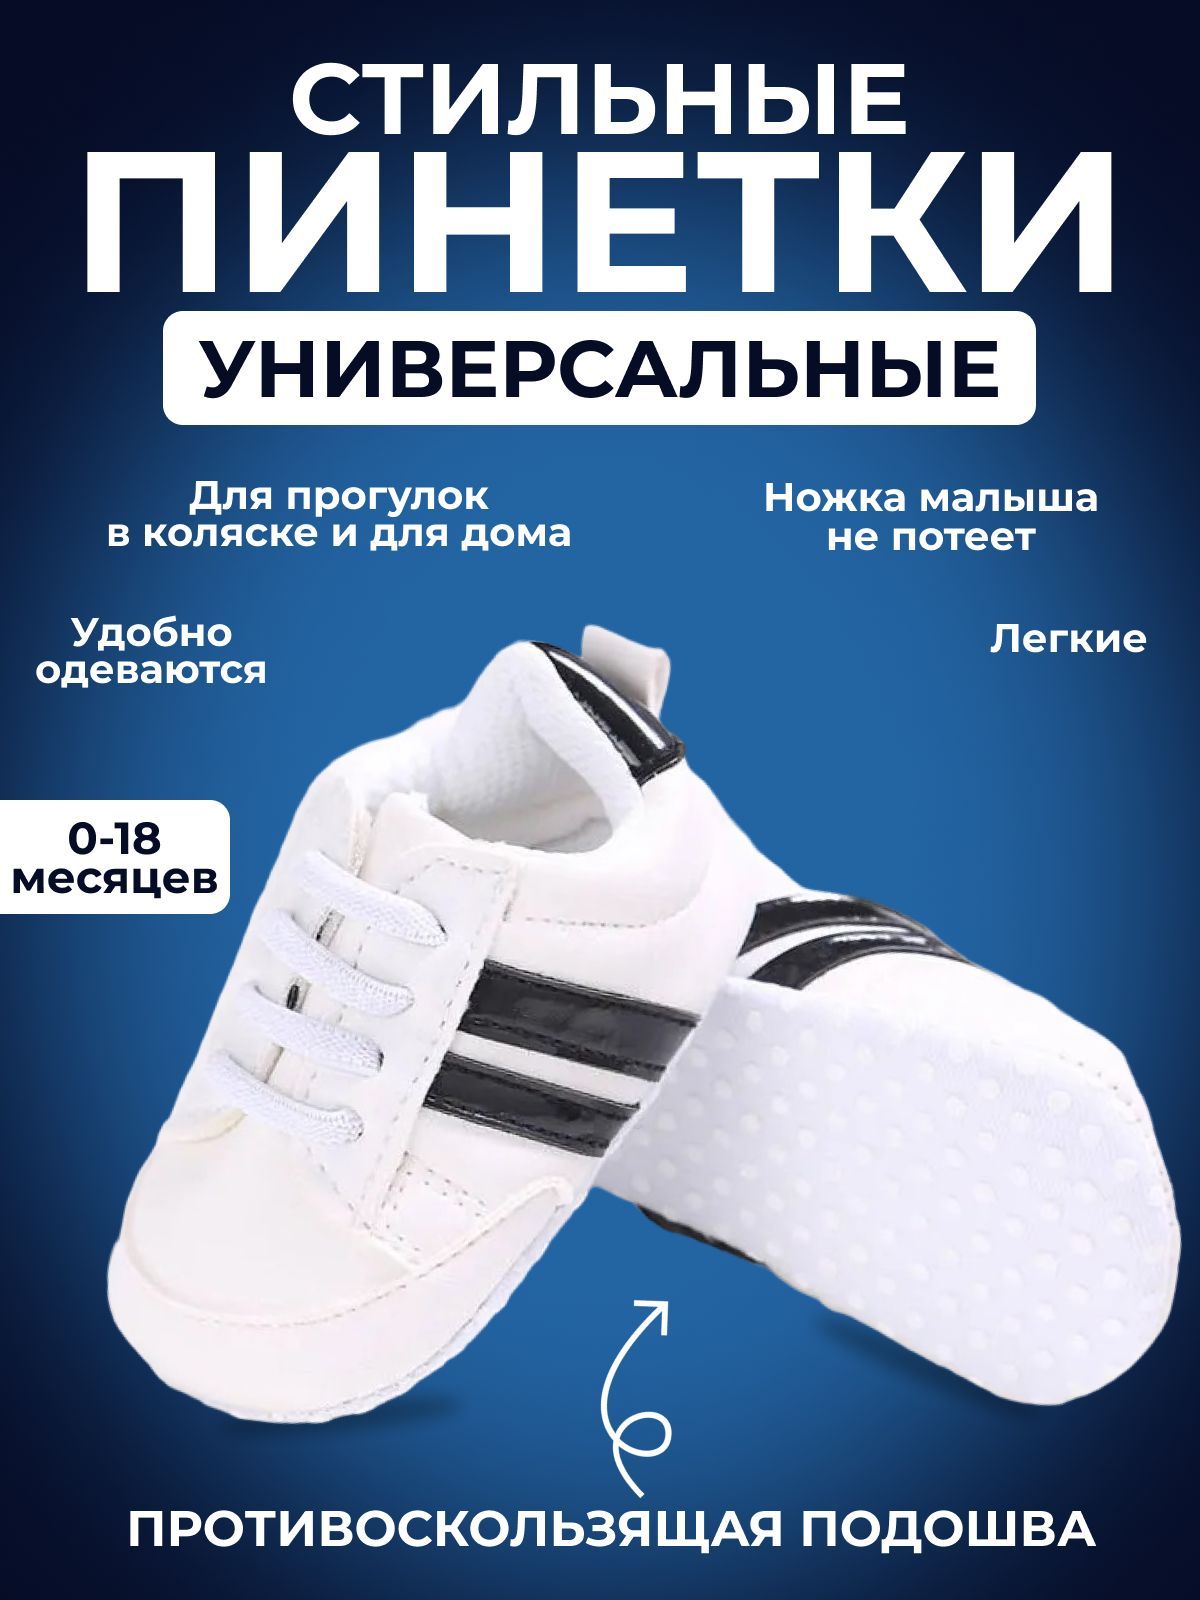 СТИЛЬНЫЕ
ПИНЕТКИ
УНИВЕРСАЛЬНЫЕ
Для прогулок
в коляске и для дома
Ножка малыша
не потеет
Удобно
одеваются
Легкие
0-18
месяцев
ПРОТИВОСКОЛЬЗЯЩАЯ ПОДОШВА